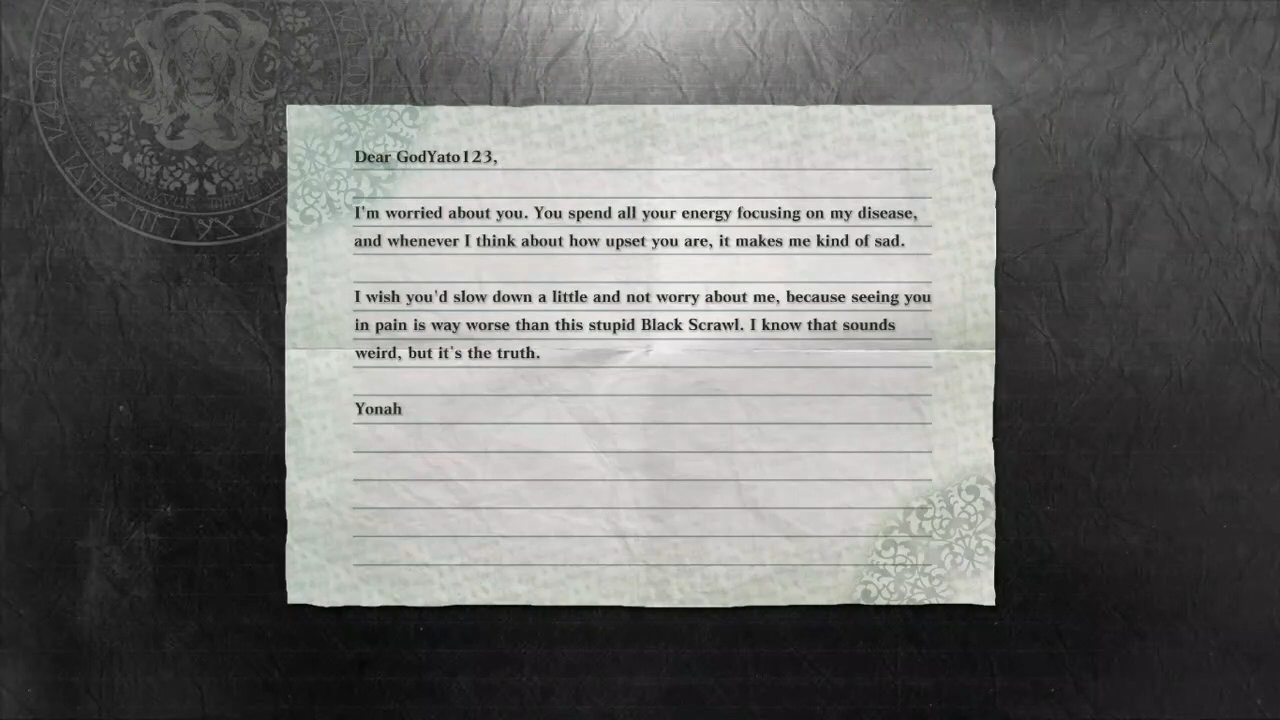 Dear GodYato123,
I'm worried about you. You spend all your energy focusing on my disease,
and whenever I think about how upset you are, it makes me kind of sad.
I wish you'd slow down a little and not worry about me, because seeing you
in pain is way worse than this stupid Black Scrawl. I know that sounds
weird, but it's the truth.
Yonah